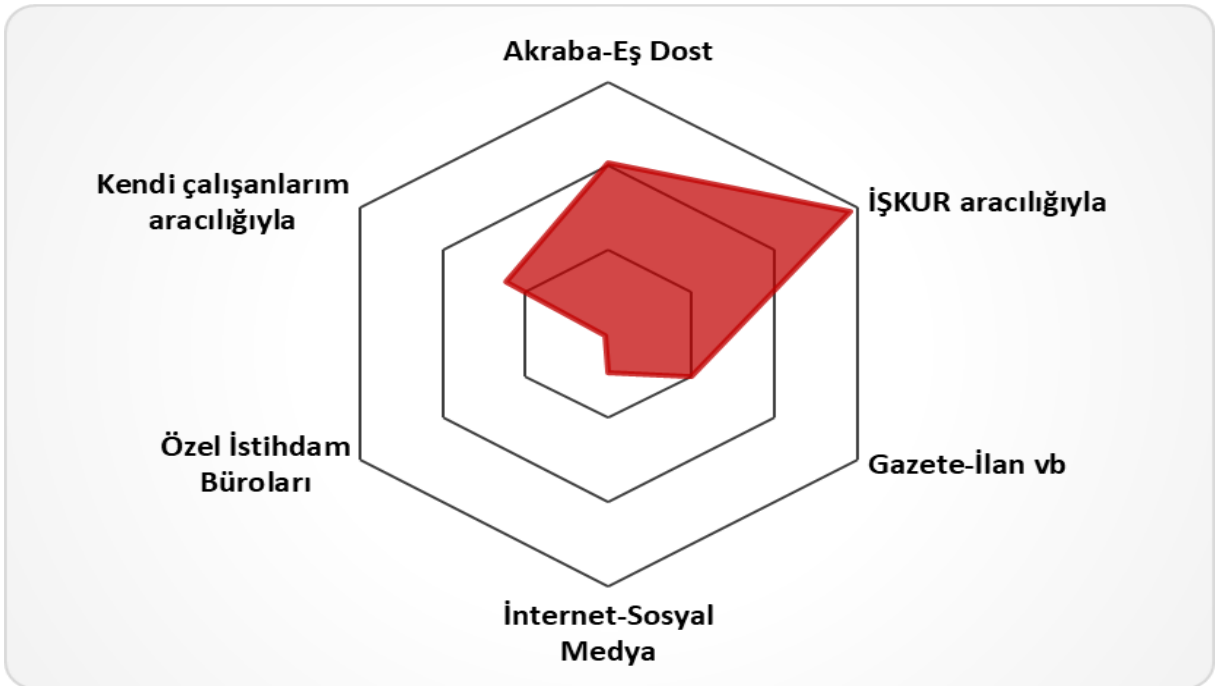 Akraba-Eş Dost
Kendi çalışanlarım
aracılığıyla
İŞKUR aracılığıyla
Özel İstihdam
Büroları
Gazete-İlan vb
İnternet-Sosyal
Medya